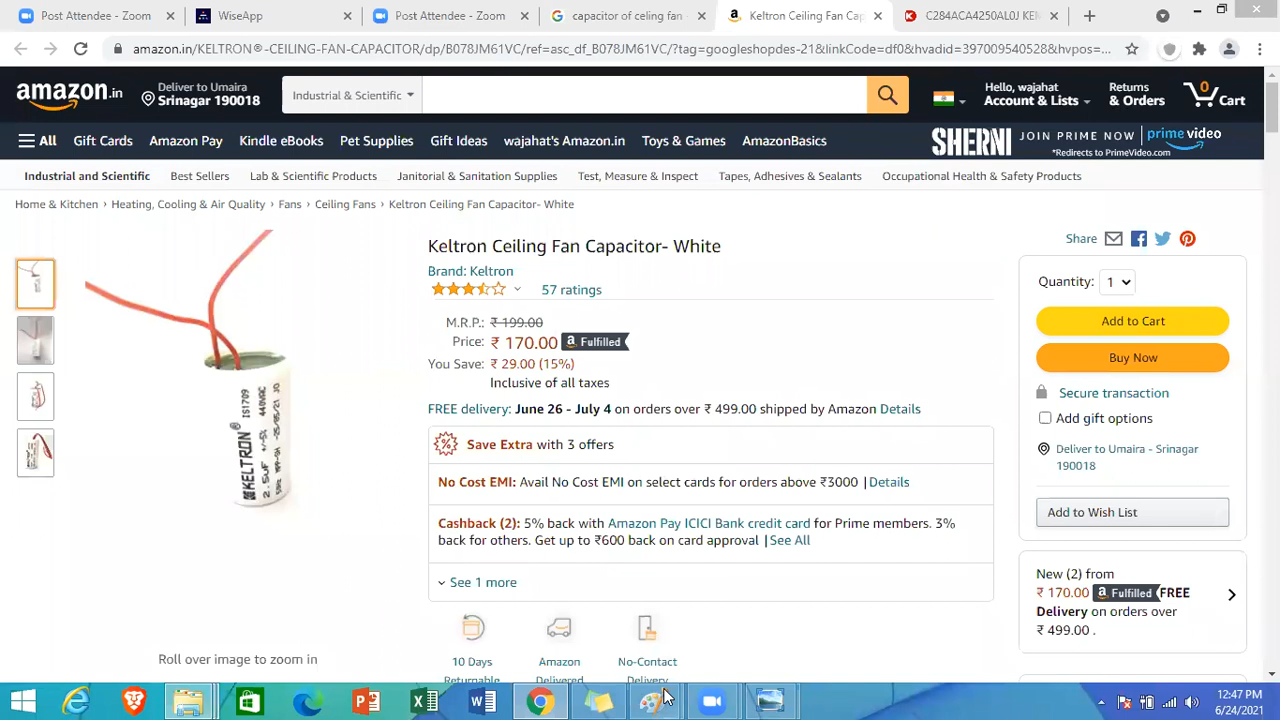 Post Attendee - Zoom
WiseApp
Post Attendee - Zoom
capacitor of celing fan
Keltron Ceiling Fan Cap
C284ACA4250AL0J KE
amazon.in/KELTRON®-CEILING-FAN-CAPACITOR/dp/B078JM61VC/ref=asc_df_B078JM61VC/?tag=googleshopdes-21&linkCode=df0&hvadid=397009540528&hvpos=...
amazon.in
Deliver to Umaira
Srinagar 190018
Industrial & Scientific
Hello, wajahat
Account & Lists
Returns
& Orders
0
Cart
All
Gift Cards
Amazon Pay
Kindle eBooks
Pet Supplies
Gift Ideas
wajahat's Amazon.in
Toys & Games
AmazonBasics
SHERNI
JOIN PRIME NOW
*Redirects to PrimeVideo.com
prime video
Industrial and Scientific
Best Sellers
Lab & Scientific Products
Janitorial & Sanitation Supplies
Test, Measure & Inspect
Tapes, Adhesives & Sealants
Occupational Health & Safety Products
Home & Kitchen › Heating, Cooling & Air Quality › Fans › Ceiling Fans › Keltron Ceiling Fan Capacitor- White
KELTRON® IS1709
2.5uF +/-5% 440VAC
Roll over image to zoom in
Keltron Ceiling Fan Capacitor- White
Brand: Keltron
57 ratings
M.R.P.: ₹ 199.00
Price: ₹ 170.00 Fulfilled
You Save: ₹ 29.00 (15%)
Inclusive of all taxes
FREE delivery: June 26 - July 4 on orders over ₹ 499.00 shipped by Amazon Details
Save Extra with 3 offers
No Cost EMI: Avail No Cost EMI on select cards for orders above ₹3000 | Details
Cashback (2): 5% back with Amazon Pay ICICI Bank credit card for Prime members. 3%
back for others. Get up to ₹600 back on card approval | See All
See 1 more
10 Days
Returnable
Amazon
Delivered
No-Contact
Delivery
Share
Quantity: 1
Add to Cart
Buy Now
Secure transaction
Add gift options
Deliver to Umaira - Srinagar
190018
Add to Wish List
New (2) from
₹ 170.00 Fulfilled FREE
Delivery on orders over
₹ 499.00 .
12:47 PM
6/24/2021